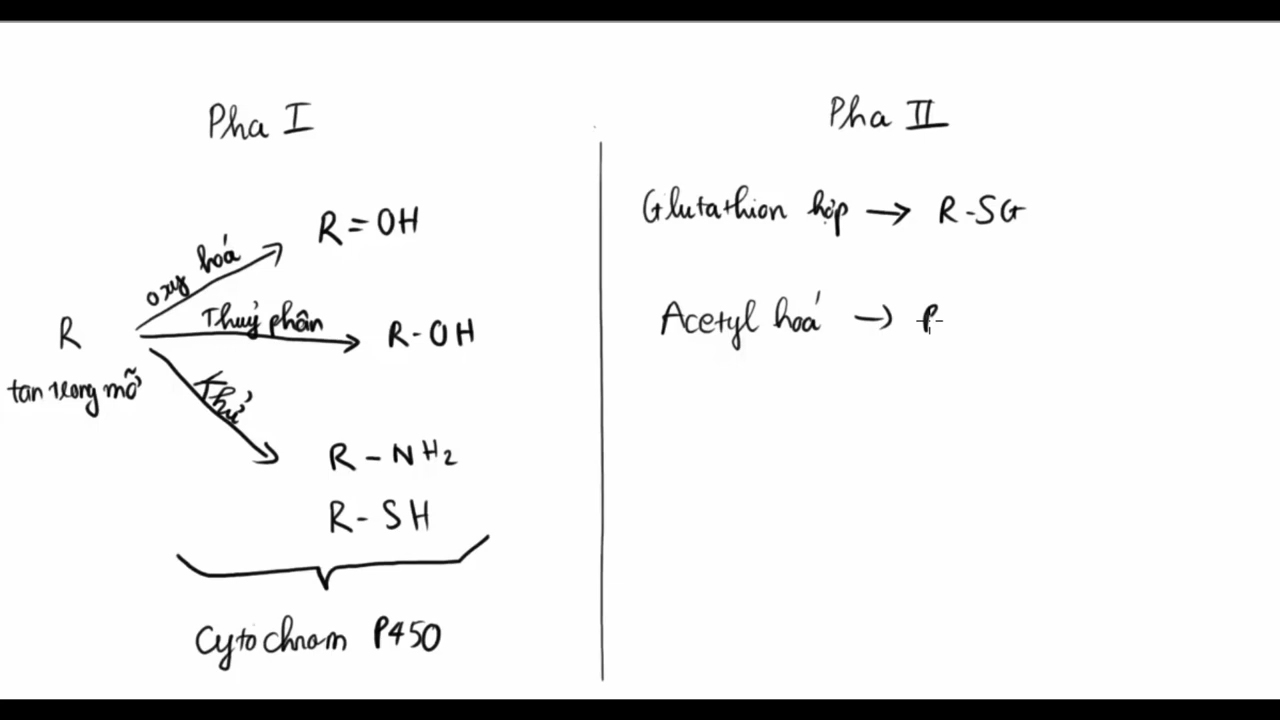 Pha I
R = OH
oxy hoá
Thuỷ phân
R - OH
R
tan trong mỡ
Thử
R - NH2
R - SH
Cytochrom P450
Pha II
Glutathion hợp → R - SG
Acetyl hoá →